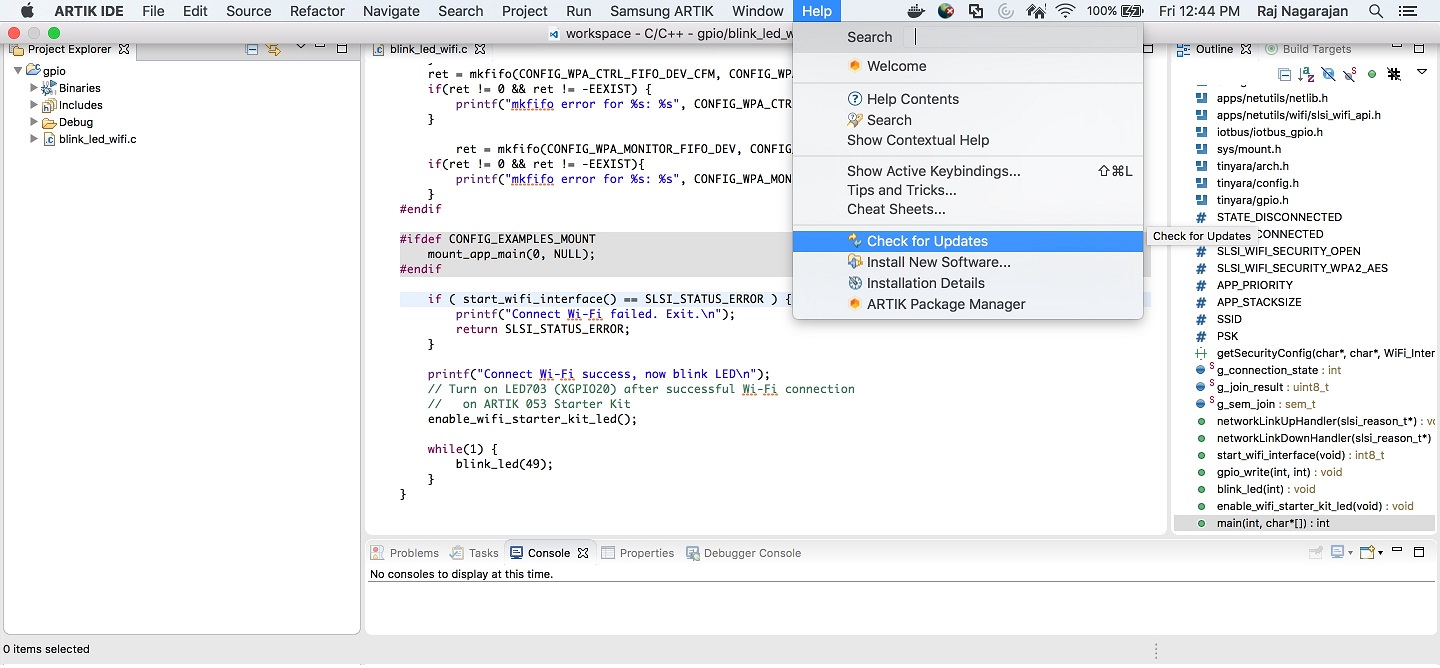 ARTIK IDE File Edit Source Refactor Navigate Search Project Run Samsung ARTIK Window Help 100% Fri 12:44 PM Raj Nagarajan
workspace - C/C++ - gpio/blink_led_w
Project Explorer
gpio
Binaries
Includes
Debug
blink_led_wifi.c
blink_led_wifi.c
}
ret = mkfifo(CONFIG_WPA_CTRL_FIFO_DEV_CFM, CONFIG_WP
if(ret != 0 && ret != -EEXIST) {
printf("mkfifo error for %s: %s", CONFIG_WPA_CTR
}
ret = mkfifo(CONFIG_WPA_MONITOR_FIFO_DEV, CONFIG
if(ret != 0 && ret != -EEXIST){
printf("mkfifo error for %s: %s", CONFIG_WPA_MON
}
#endif
#ifdef CONFIG_EXAMPLES_MOUNT
mount_app_main(0, NULL);
#endif
if ( start_wifi_interface() == SLSI_STATUS_ERROR ) {
printf("Connect Wi-Fi failed. Exit.\n");
return SLSI_STATUS_ERROR;
}
printf("Connect Wi-Fi success, now blink LED\n");
// Turn on LED703 (XGPIO20) after successful Wi-Fi connection
// on ARTIK 053 Starter Kit
enable_wifi_starter_kit_led();
while(1) {
blink_led(49);
}
}
Search
Welcome
Help Contents
Search
Show Contextual Help
Show Active Keybindings... ⇧⌘L
Tips and Tricks...
Cheat Sheets...
Check for Updates
Install New Software...
Installation Details
ARTIK Package Manager
Check for Updates
Outline Build Targets
apps/netutils/netlib.h
apps/netutils/wifi/slsi_wifi_api.h
iotbus/iotbus_gpio.h
sys/mount.h
tinyara/arch.h
tinyara/config.h
tinyara/gpio.h
STATE_DISCONNECTED
CONNECTED
SLSI_WIFI_SECURITY_OPEN
SLSI_WIFI_SECURITY_WPA2_AES
APP_PRIORITY
APP_STACKSIZE
SSID
PSK
getSecurityConfig(char*, char*, WiFi_Inter
g_connection_state : int
g_join_result : uint8_t
g_sem_join : sem_t
networkLinkUpHandler(slsi_reason_t*) : v
networkLinkDownHandler(slsi_reason_t*)
start_wifi_interface(void) : int8_t
gpio_write(int, int) : void
blink_led(int) : void
enable_wifi_starter_kit_led(void) : void
main(int, char*[]) : int
Problems Tasks Console Properties Debugger Console
No consoles to display at this time.
0 items selected